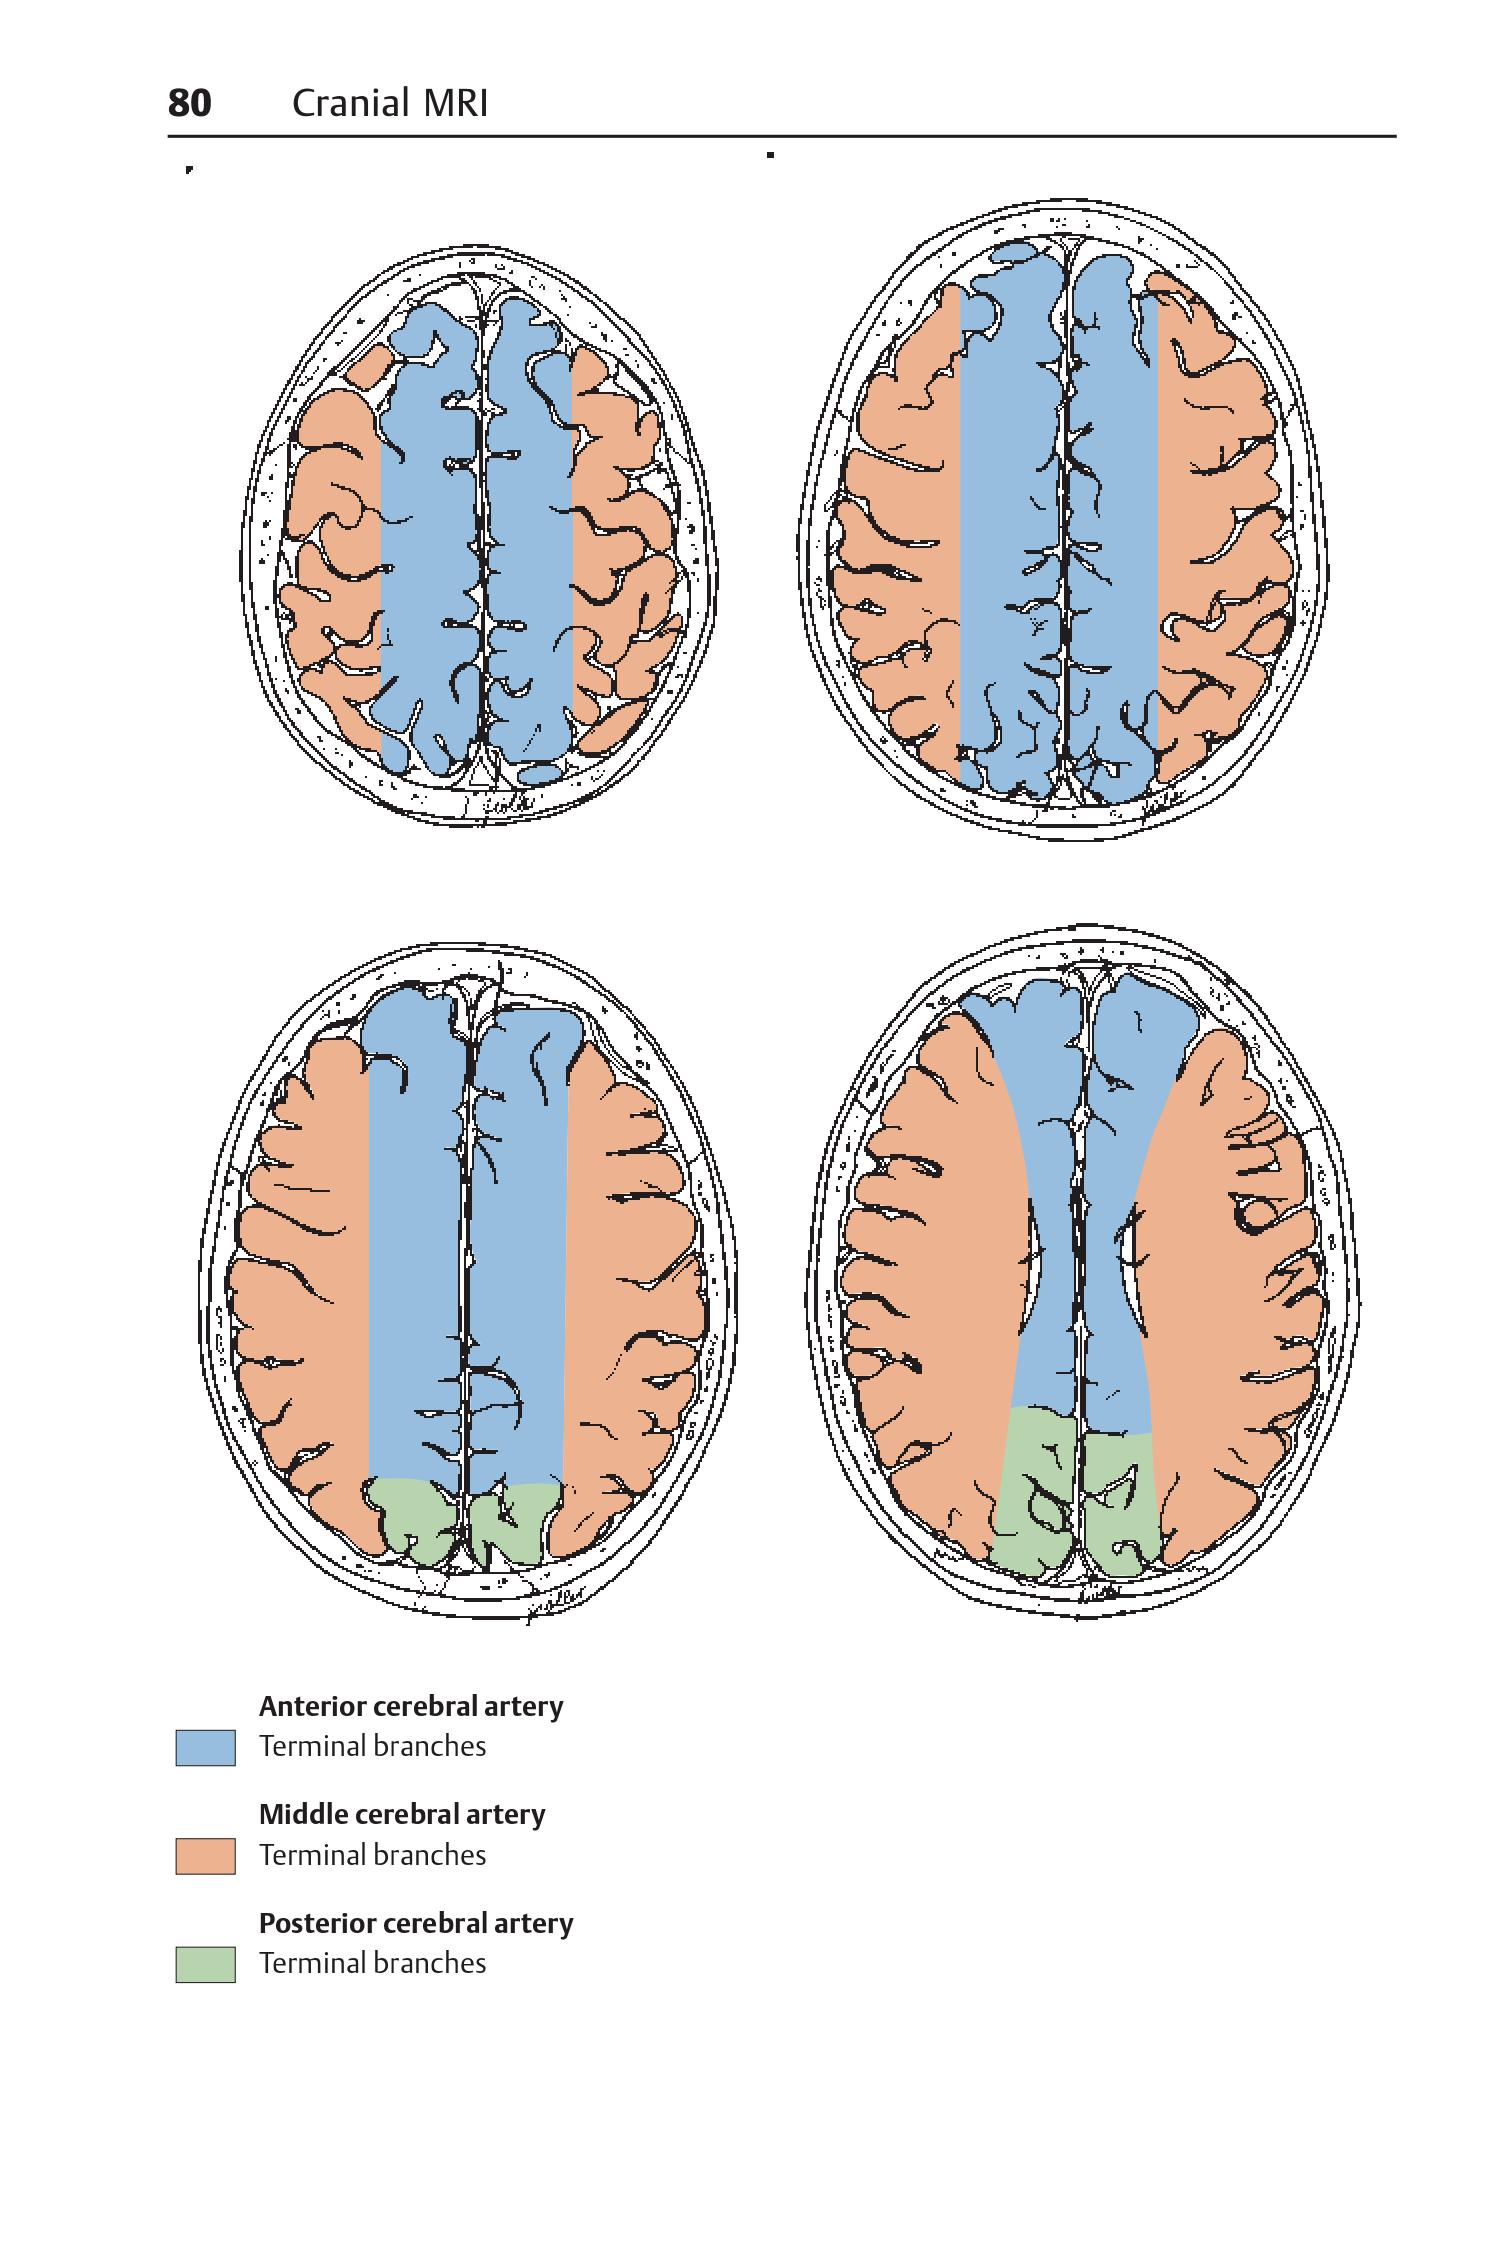 80 Cranial MRI
Anterior cerebral artery
Terminal branches
Middle cerebral artery
Terminal branches
Posterior cerebral artery
Terminal branches